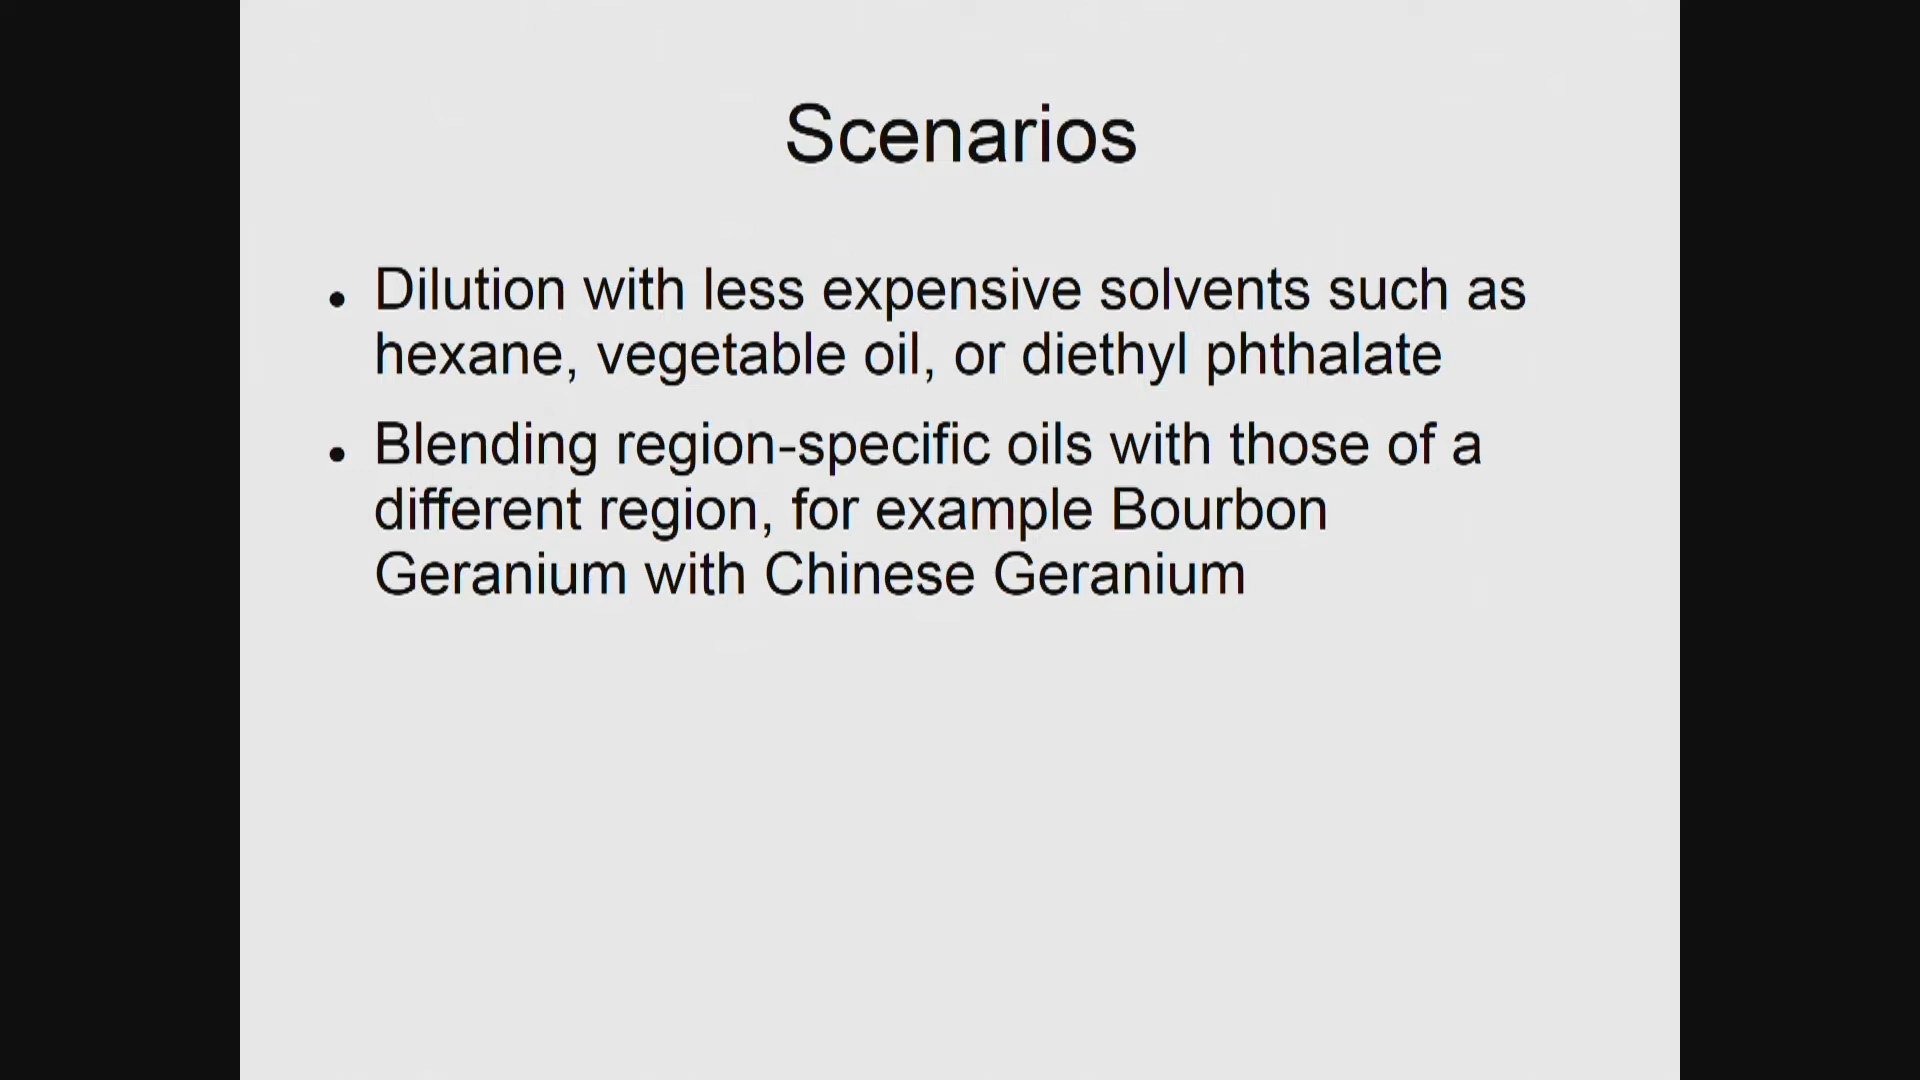 Scenarios
• Dilution with less expensive solvents such as
hexane, vegetable oil, or diethyl phthalate
• Blending region-specific oils with those of a
different region, for example Bourbon
Geranium with Chinese Geranium